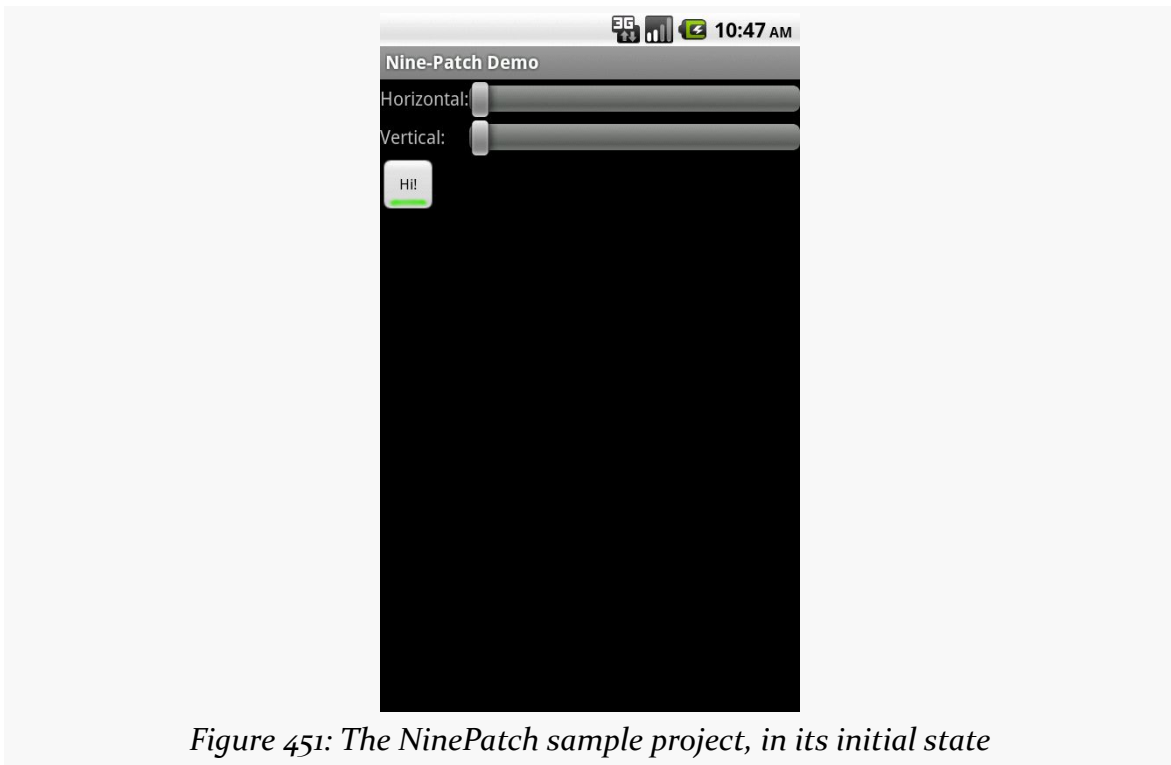 3G 10:47 AM
Nine-Patch Demo
Horizontal:
Vertical:
Hi!
Figure 451: The NinePatch sample project, in its initial state